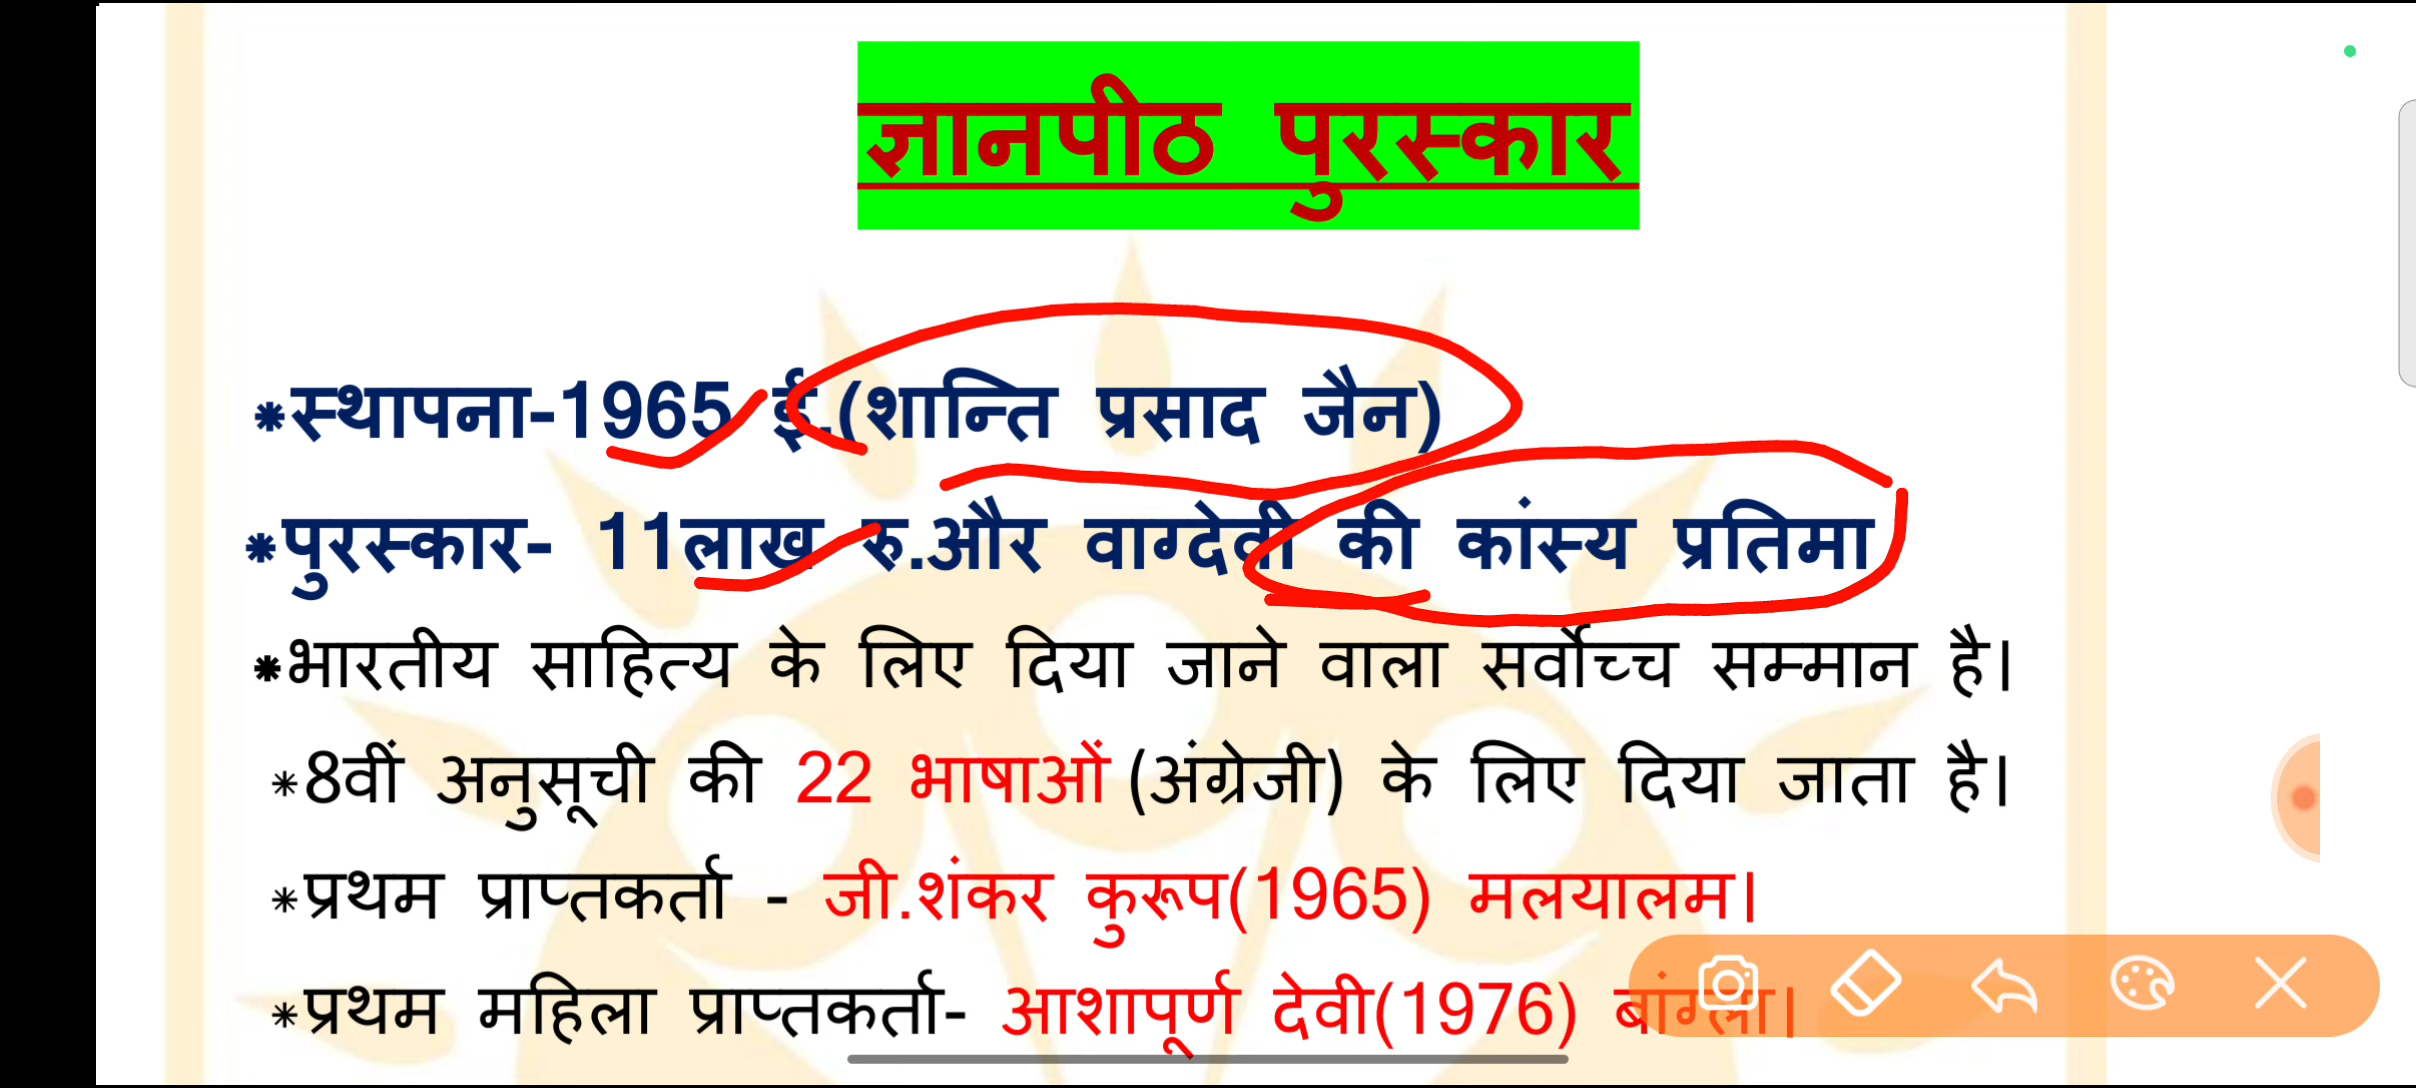 ज्ञानपीठ पुरस्कार
*स्थापना-1965 ई.(शान्ति प्रसाद जैन)
*पुरस्कार- 11लाख रु.और वाग्देवी की कांस्य प्रतिमा
*भारतीय साहित्य के लिए दिया जाने वाला सर्वोच्च सम्मान है।
*8वीं अनुसूची की 22 भाषाओं (अंग्रेजी) के लिए दिया जाता है।
*प्रथम प्राप्तकर्ता - जी.शंकर कुरूप(1965) मलयालम।
*प्रथम महिला प्राप्तकर्ता- आशापूर्ण देवी(1976) बांग्ला।